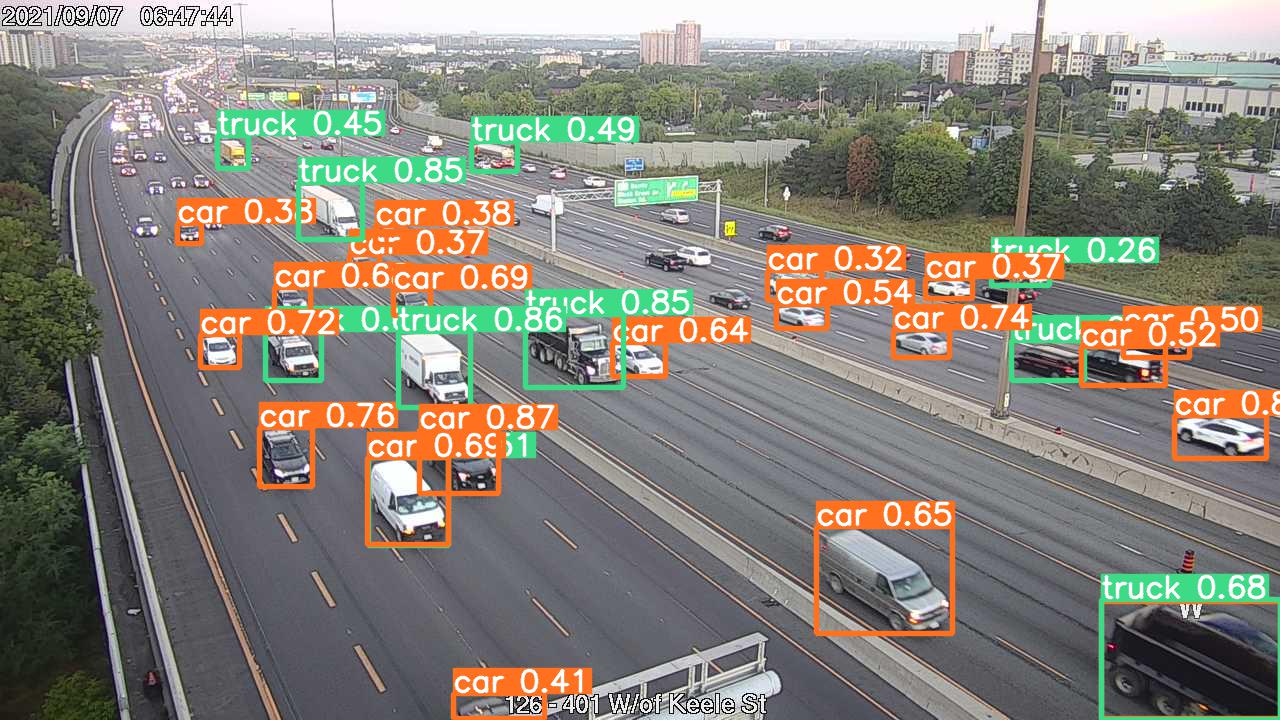 2021/09/07 06:47:44
truck 0.45
truck 0.49
truck 0.85
car 0.38
car 0.38
car 0.37
truck 0.26
car 0.32
car 0.37
car 0.6
car 0.69
car 0.54
truck 0.85
car 0.72
truck 0.86
car 0.64
car 0.74
truck
0.50
car 0.52
car 0.76
car 0.87
car 0.69
51
car 0.8
car 0.65
truck 0.68
W
car 0.41
126 - 401 W/of Keele St